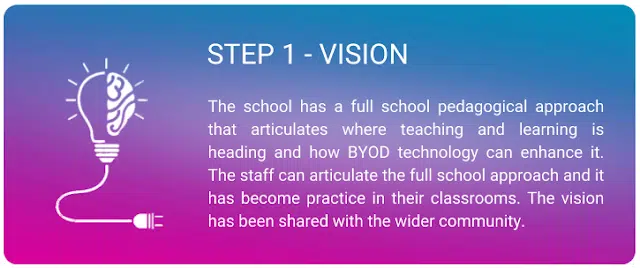 STEP 1 - VISION
The school has a full school pedagogical approach
that articulates where teaching and learning is
heading and how BYOD technology can enhance it.
The staff can articulate the full school approach and it
has become practice in their classrooms. The vision
has been shared with the wider community.